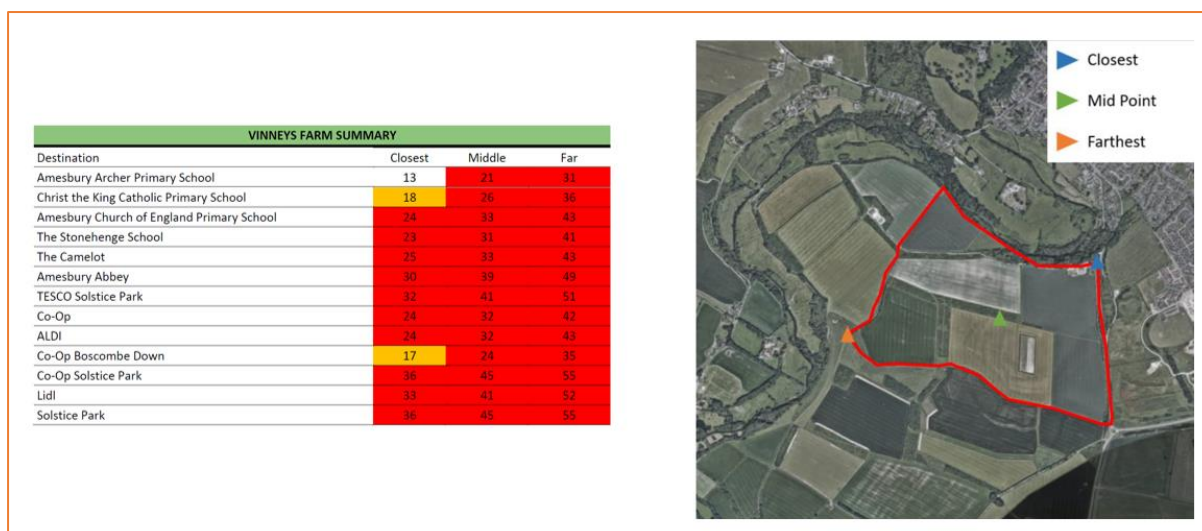 VINNEYS FARM SUMMARY
Destination Closest Middle Far
Amesbury Archer Primary School 13 21 31
Christ the King Catholic Primary School 18 26 36
Amesbury Church of England Primary School 24 33 43
The Stonehenge School 23 31 41
The Camelot 25 33 43
Amesbury Abbey 30 39 49
TESCO Solstice Park 32 41 51
Co-Op 24 32 42
ALDI 24 32 43
Co-Op Boscombe Down 17 24 35
Co-Op Solstice Park 36 45 55
Lidl 33 41 52
Solstice Park 36 45 55
Closest
Mid Point
Farthest